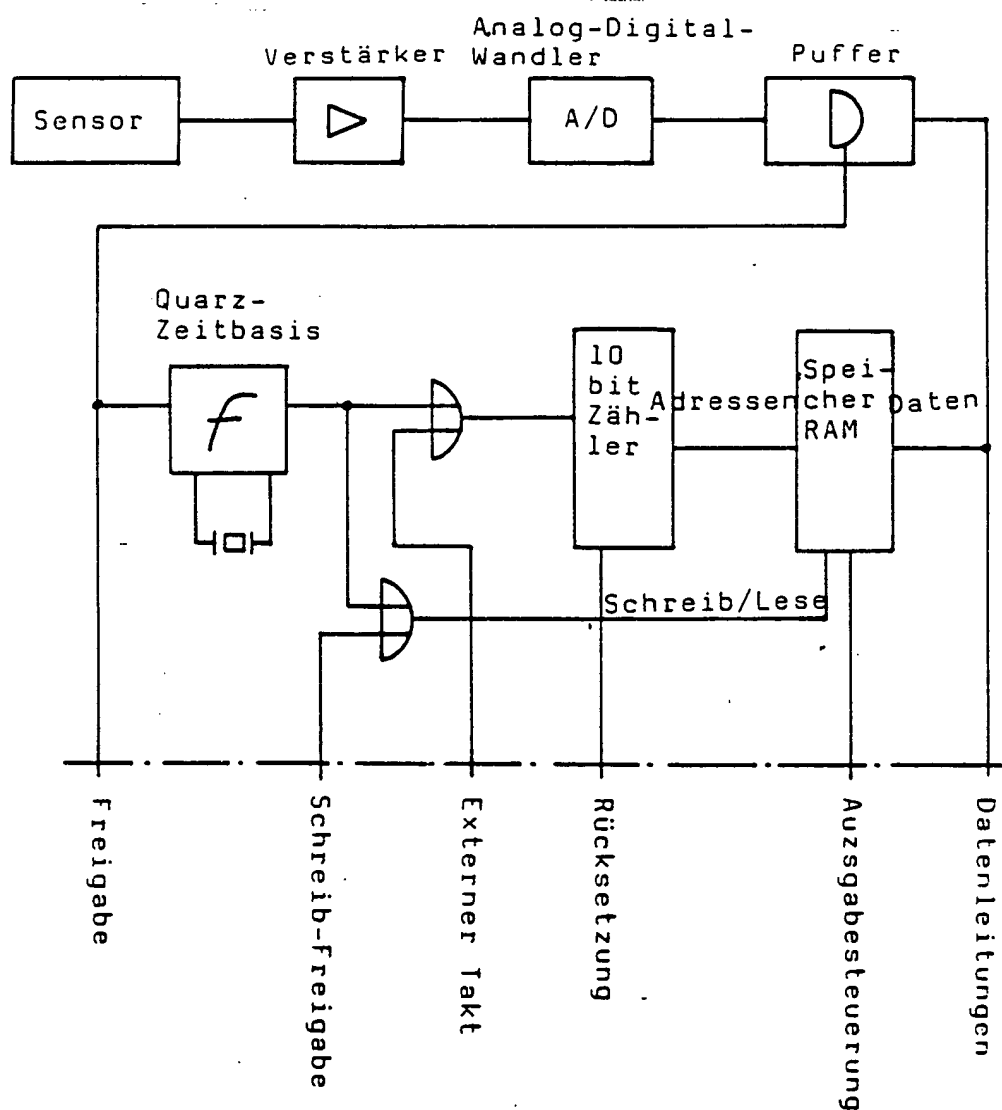 Analog-Digital-
Verstärker Wandler Puffer
Sensor
A/D
Quarz-
Zeitbasis
f
10
bit
Zäh-
ler
Adressen
Spei-
cher
RAM
Daten
Schreib/Lese
Freigabe
Schreib-Freigabe
Externer Takt
Rücksetzung
Auzsgabesteuerung
Datenleitungen